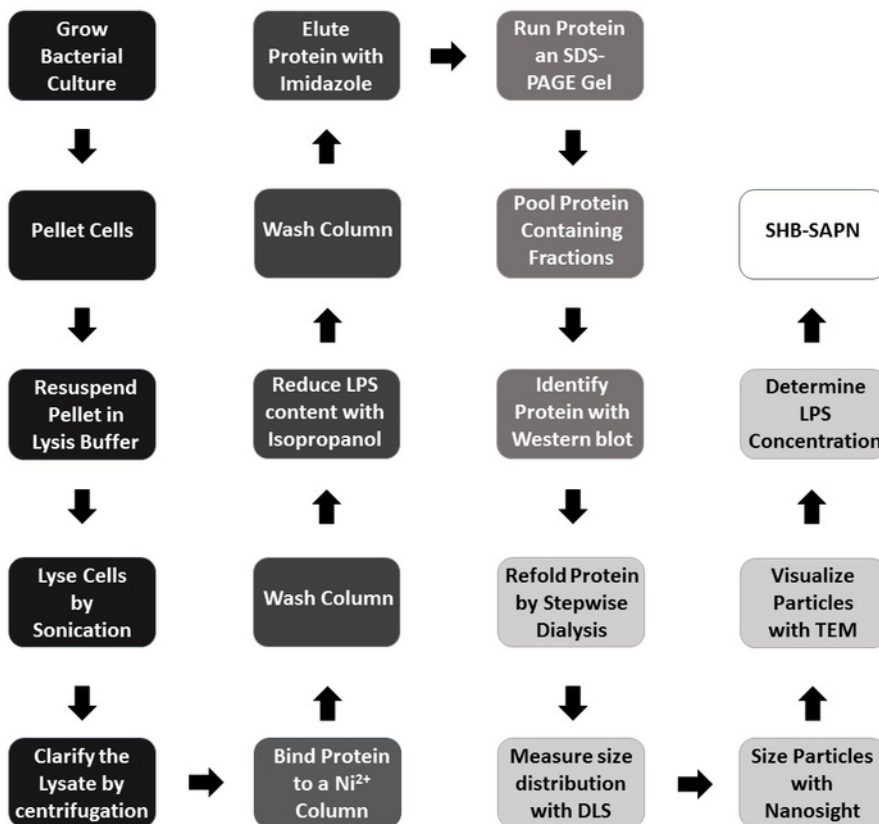 Grow
Bacterial
Culture
Pellet Cells
Resuspend
Pellet in
Lysis Buffer
Lyse Cells
by
Sonication
Clarify the
Lysate by
centrifugation
Bind Protein
to a Ni²⁺
Column
Wash Column
Reduce LPS
content with
Isopropanol
Wash Column
Elute
Protein with
Imidazole
Run Protein
an SDS-
PAGE Gel
Pool Protein
Containing
Fractions
Identify
Protein with
Western blot
Refold Protein
by Stepwise
Dialysis
Measure size
distribution
with DLS
Size Particles
with
Nanosight
Visualize
Particles
with TEM
Determine
LPS
Concentration
SHB-SAPN